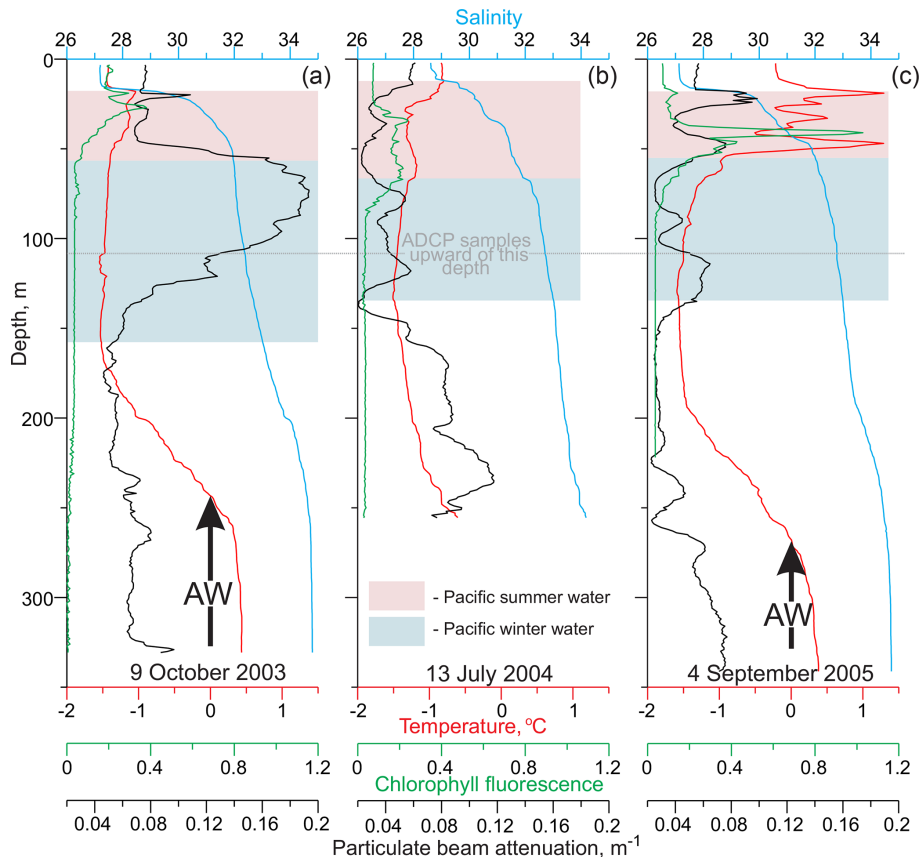 Salinity
26 28 30 31 32 34
26 28 29 31 32 34
26 28 29 30 32 34
0
100
200
300
Depth, m
(a)
(b)
(c)
ADCP samples
upward of this
depth
AW
AW
- Pacific summer water
- Pacific winter water
9 October 2003
13 July 2004
4 September 2005
-2 -1 0 1
-2 -1 0 1
-2 -1 0 1
Temperature, ºC
0 0.4 0.8 1.2
0 0.4 0.8 1.2
0 0.4 0.8 1.2
Chlorophyll fluorescence
0.04 0.08 0.12 0.16 0.2
0.04 0.08 0.12 0.16 0.2
0.04 0.08 0.12 0.16 0.2
Particulate beam attenuation, m⁻¹